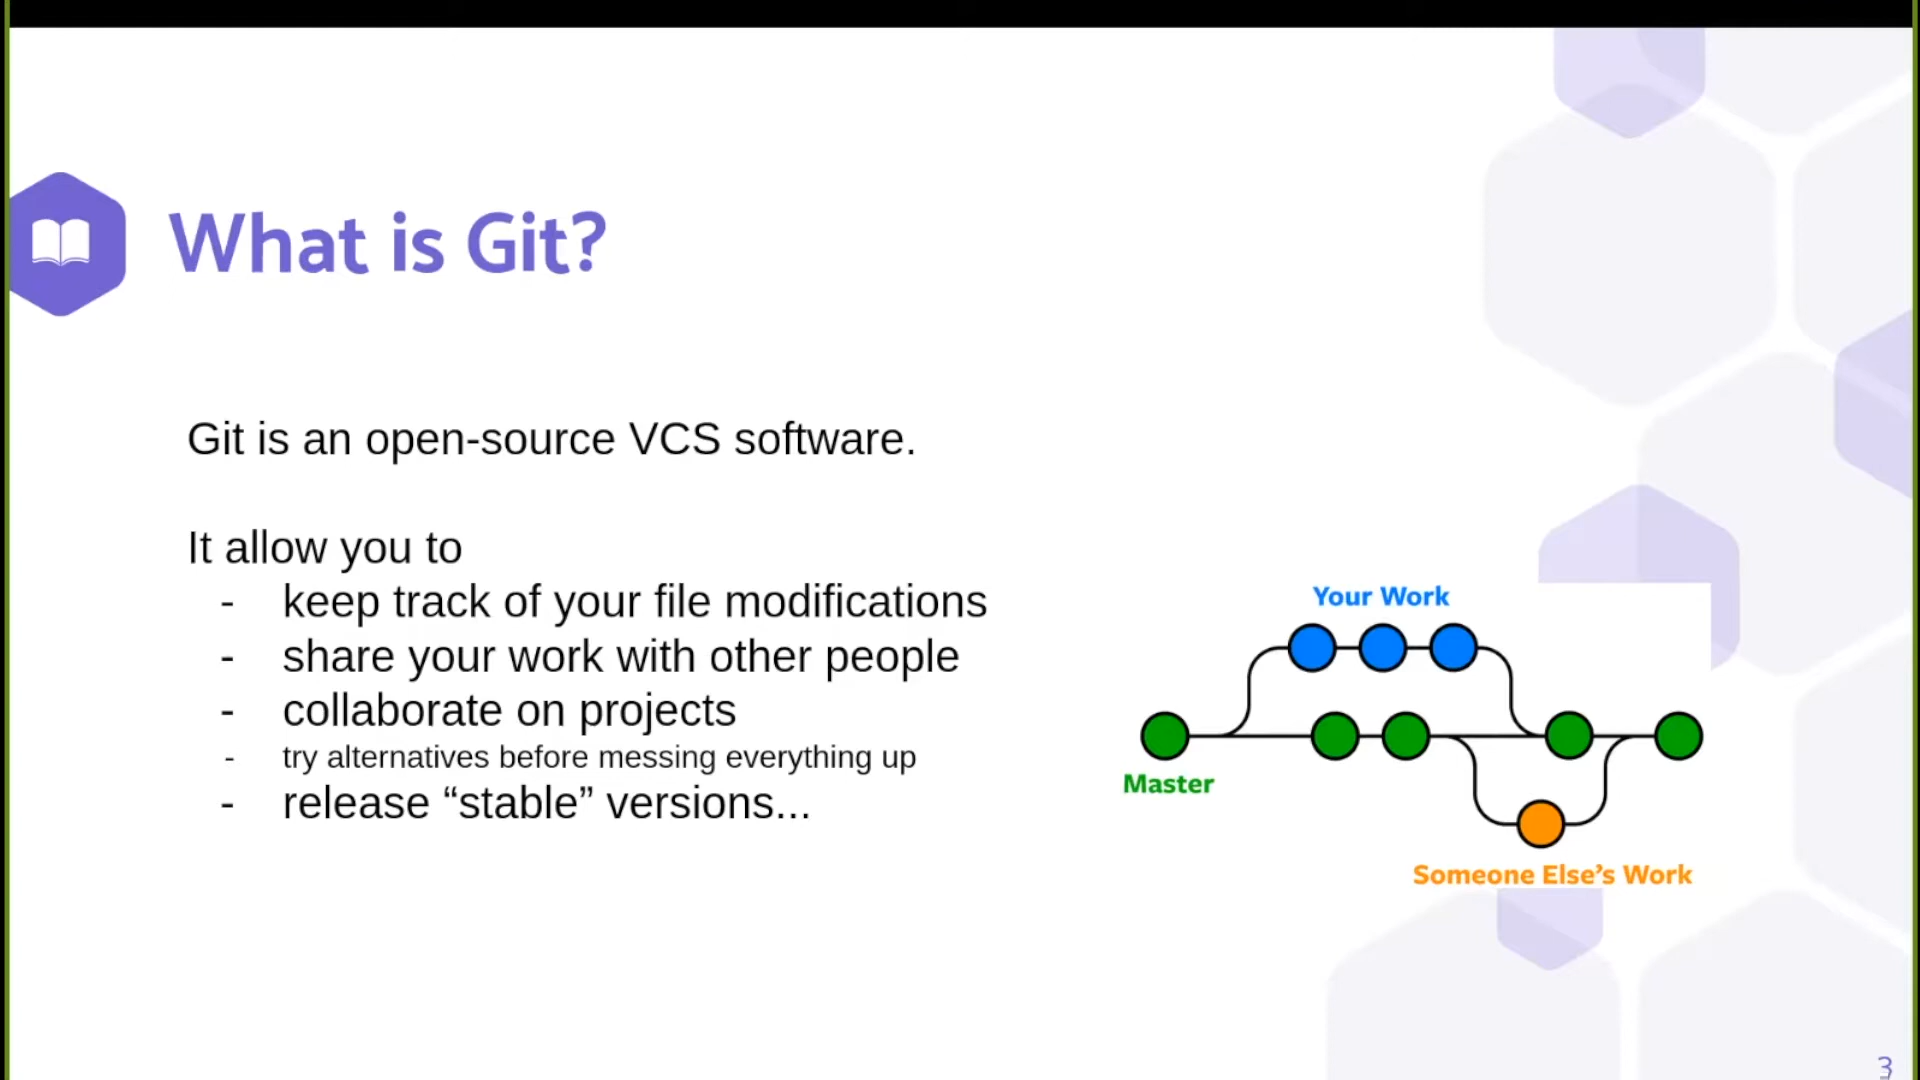 What is Git?
Git is an open-source VCS software.
It allow you to
- keep track of your file modifications
- share your work with other people
- collaborate on projects
- try alternatives before messing everything up
- release “stable” versions...
Your Work
Master
Someone Else’s Work
3